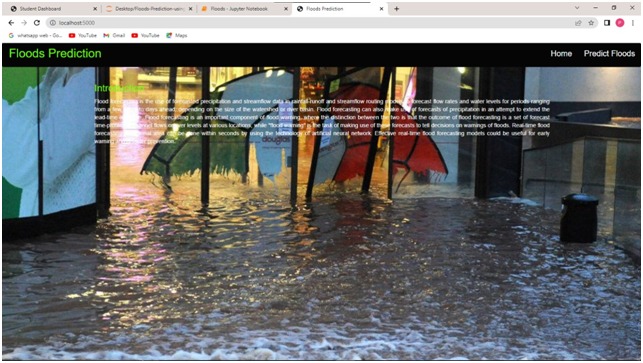 Student Dashboard
Desktop/Floods-Prediction-using
Floods - Jupyter Notebook
Floods Prediction
localhost:5000
whatsapp web - Goo...
YouTube
Gmail
YouTube
Maps
Floods Prediction
Home
Predict Floods
Introduction
Flood forecasting is the use of forecasted precipitation and streamflow data in rainfall-runoff and streamflow routing models to forecast flow rates and water levels for periods ranging
from a few hours to days ahead, depending on the size of the watershed or river basin. Flood forecasting can also make use of forecasts of precipitation in an attempt to extend the
lead-time available. Flood forecasting is an important component of flood warning, where the distinction between the two is that the outcome of flood forecasting is a set of forecast
time-profiles of channel flows or river levels at various locations, while "flood warning" is the task of making use of these forecasts to tell decisions on warnings of floods. Real-time flood
forecasting at regional area can be done within seconds by using the technology of artificial neural network. Effective real-time flood forecasting models could be useful for early
warning and disaster prevention.
dougall